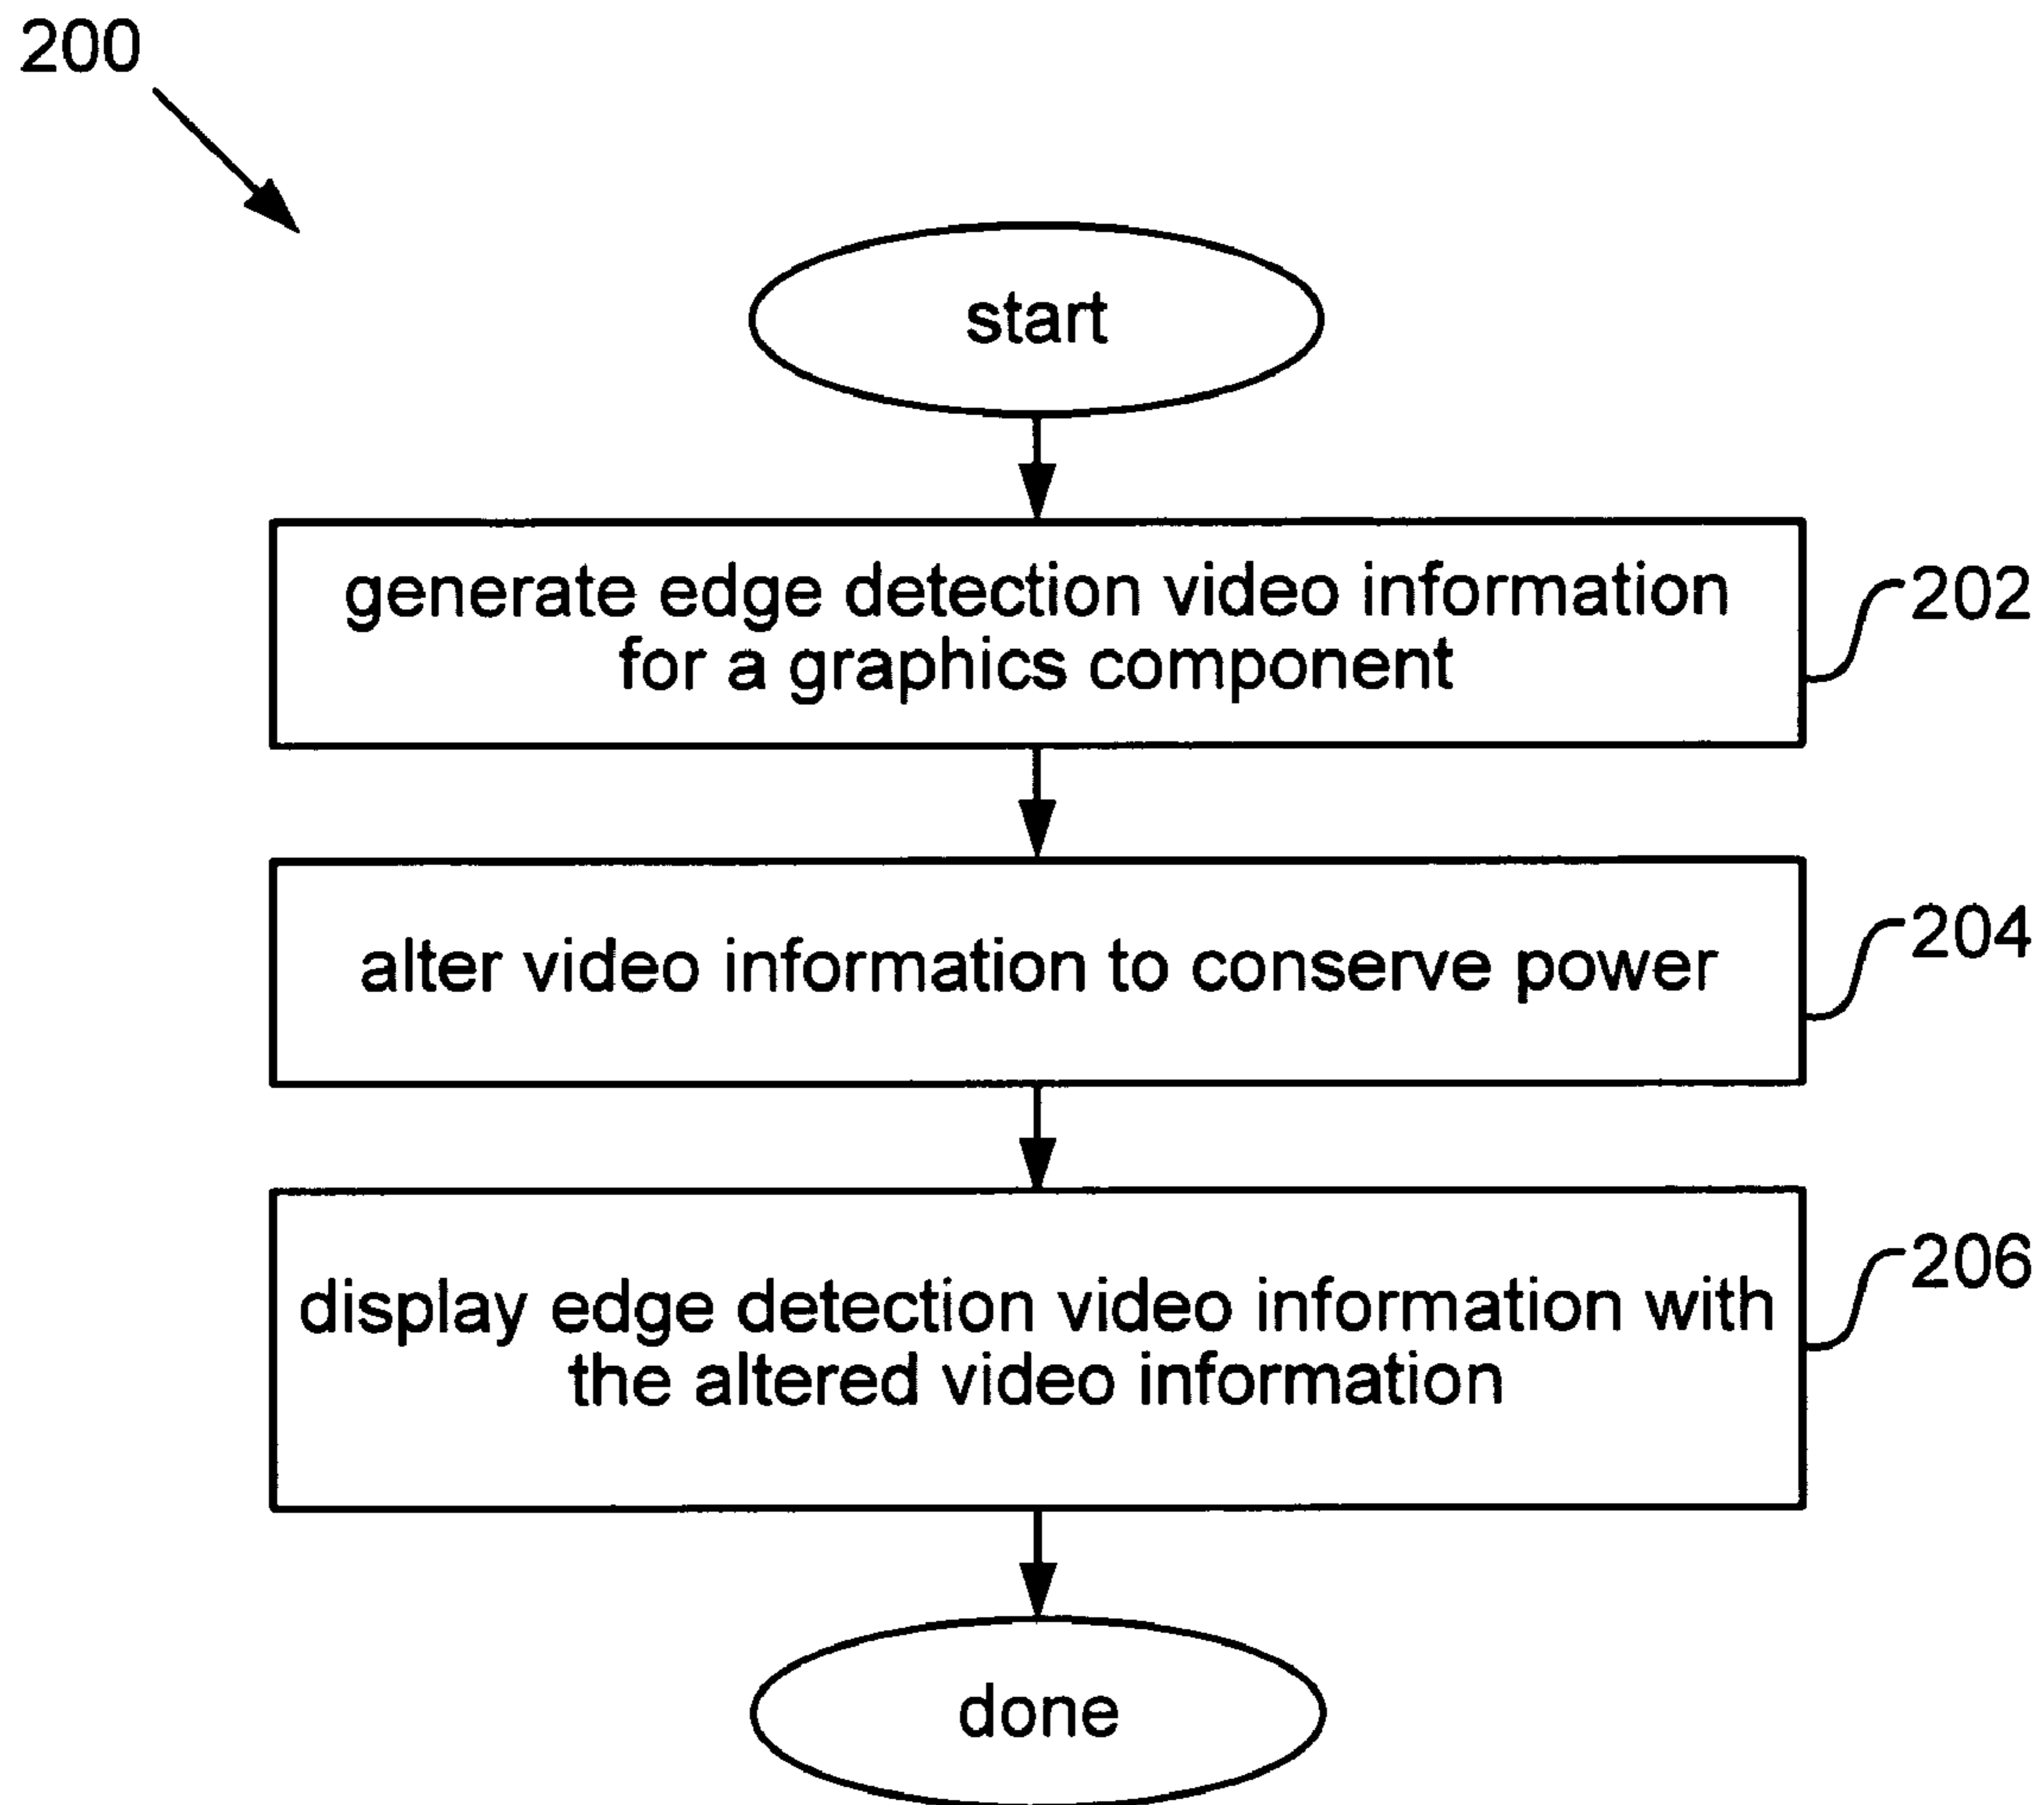 200
start
generate edge detection video information
for a graphics component
202
alter video information to conserve power
204
display edge detection video information with
the altered video information
206
done